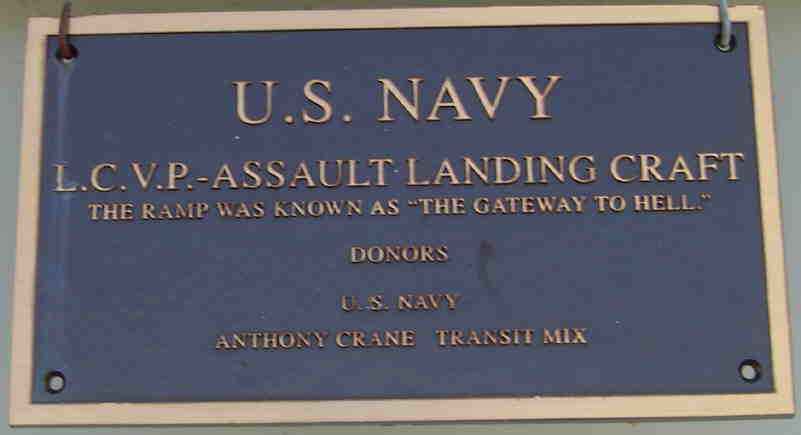 U.S. NAVY
L.C.V.P.-ASSAULT LANDING CRAFT
THE RAMP WAS KNOWN AS "THE GATEWAY TO HELL."
DONORS
U.S. NAVY
ANTHONY CRANE TRANSIT MIX